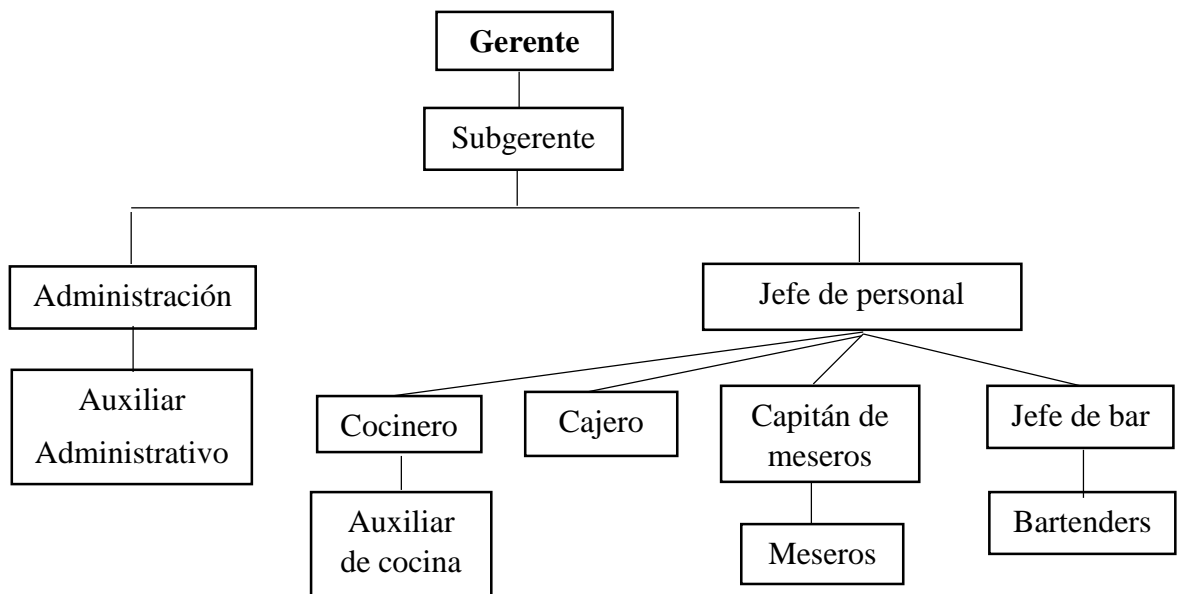 Gerente
Subgerente
Administración
Jefe de personal
Auxiliar
Administrativo
Cocinero
Cajero
Capitán de
meseros
Jefe de bar
Auxiliar
de cocina
Meseros
Bartenders